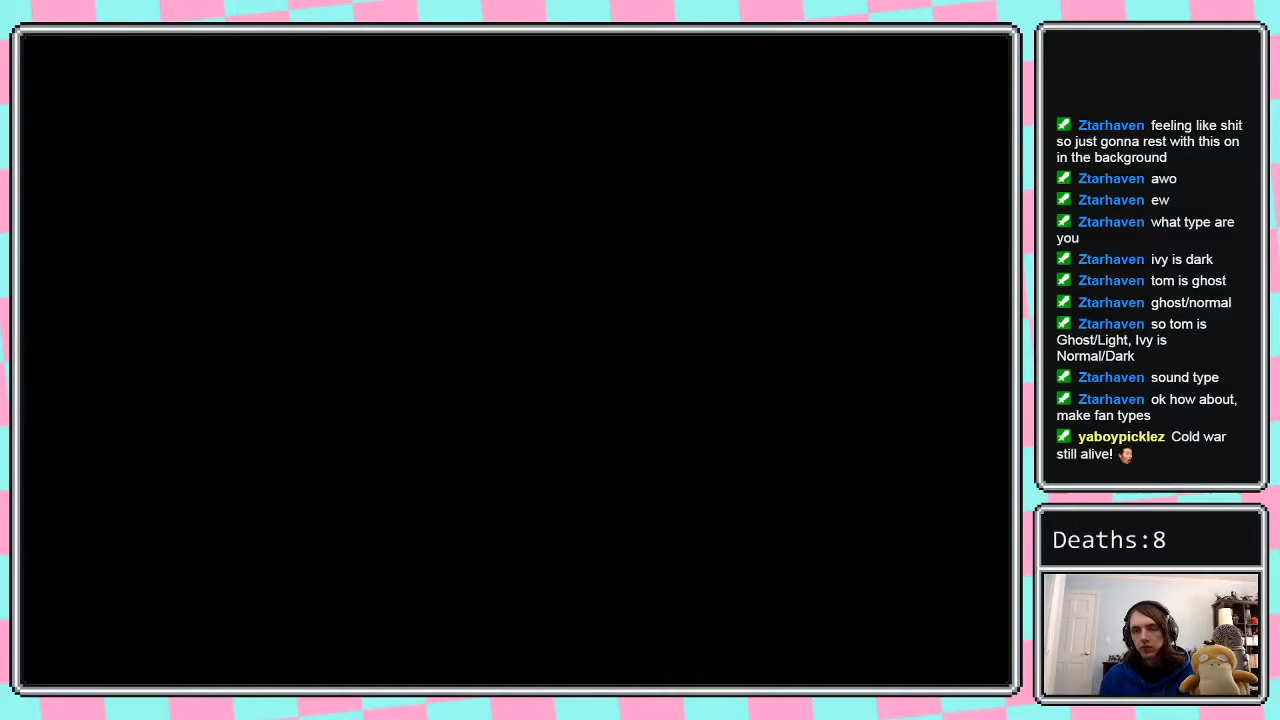 Ztarhaven feeling like shit
so just gonna rest with this on
in the background
Ztarhaven awo
Ztarhaven ew
Ztarhaven what type are
you
Ztarhaven ivy is dark
Ztarhaven tom is ghost
Ztarhaven ghost/normal
Ztarhaven so tom is
Ghost/Light, Ivy is
Normal/Dark
Ztarhaven sound type
Ztarhaven ok how about,
make fan types
yaboypicklez Cold war
still alive!
Deaths:8